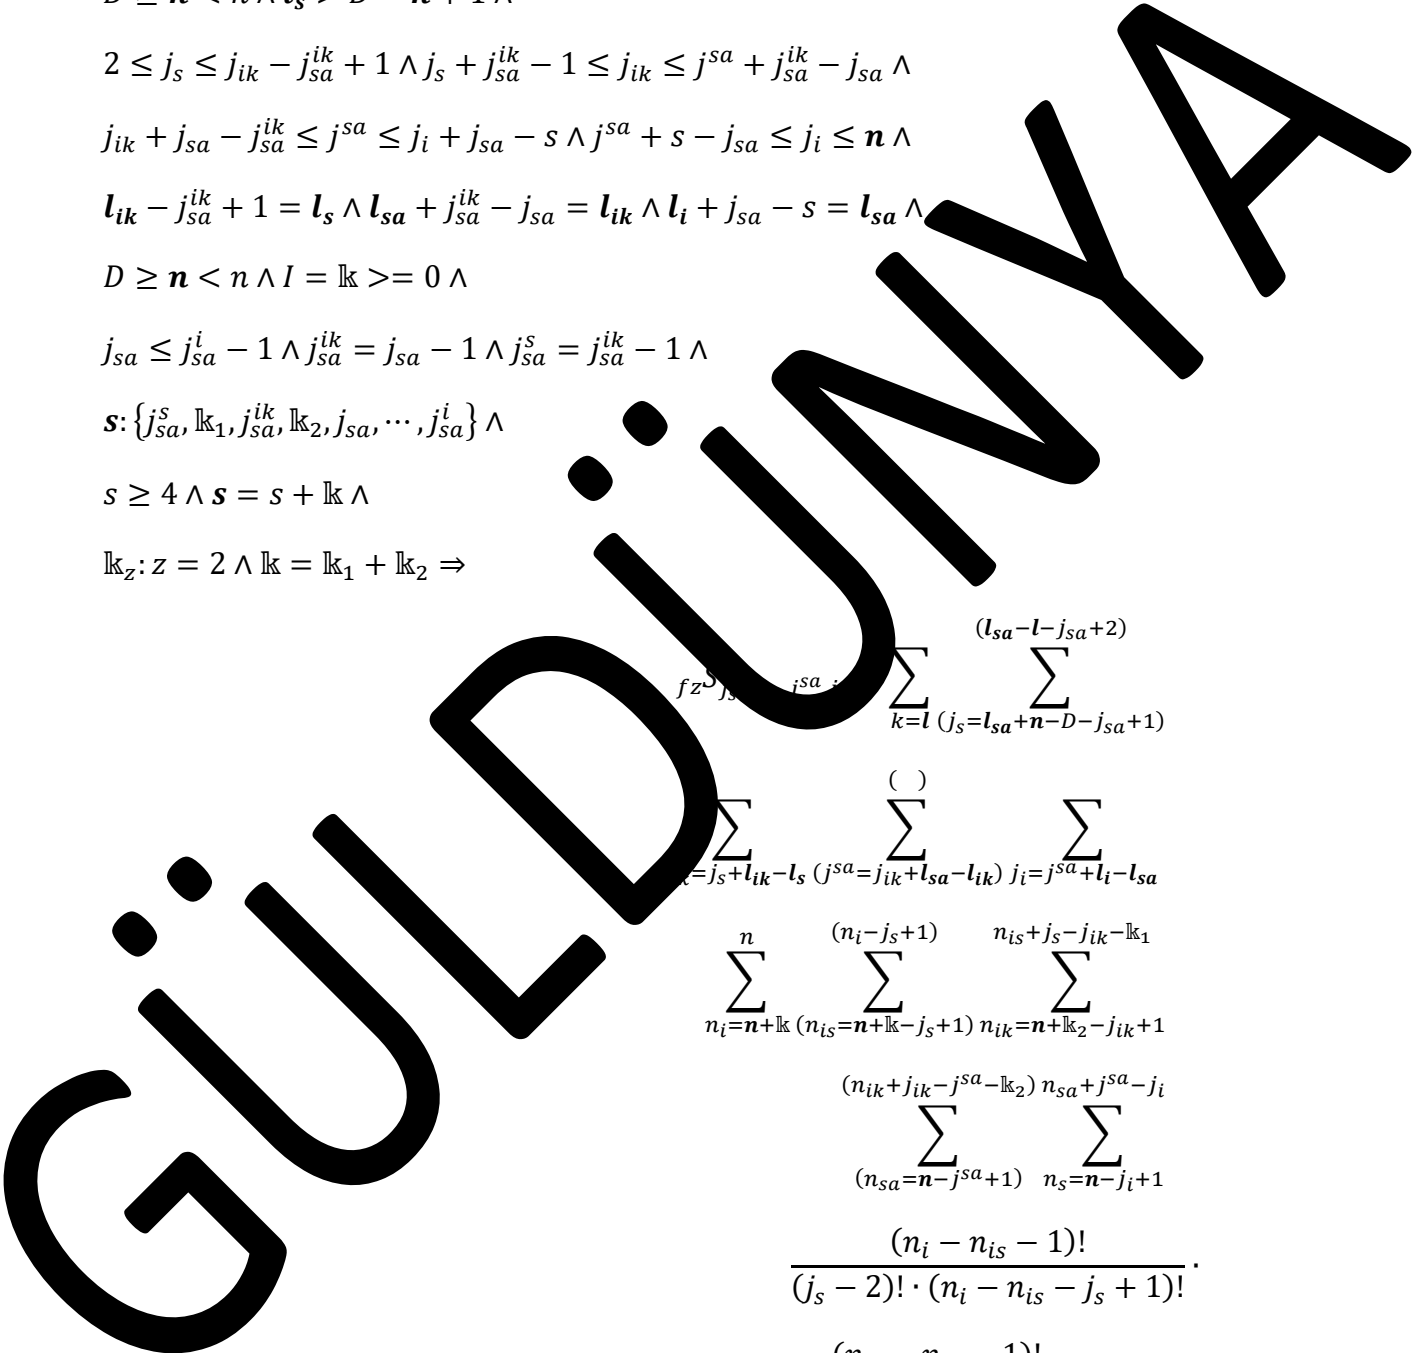 2 ≤ j_s ≤ j_{ik} − j_{sa}^{ik} + 1 ∧ j_s + j_{sa}^{ik} − 1 ≤ j_{ik} ≤ j^{sa} + j_{sa}^{ik} − j_{sa} ∧
j_{ik} + j_{sa} − j_{sa}^{ik} ≤ j^{sa} ≤ j_i + j_{sa} − s ∧ j^{sa} + s − j_{sa} ≤ j_i ≤ n ∧
l_{ik} − j_{sa}^{ik} + 1 = l_s ∧ l_{sa} + j_{sa}^{ik} − j_{sa} = l_{ik} ∧ l_i + j_{sa} − s = l_{sa} ∧
D ≥ n < n ∧ I = 𝕜 >= 0 ∧
j_{sa} ≤ j_{sa}^i − 1 ∧ j_{sa}^{ik} = j_{sa} − 1 ∧ j_{sa}^s = j_{sa}^{ik} − 1 ∧
s: {j_{sa}^s, 𝕜_1, j_{sa}^{ik}, 𝕜_2, j_{sa}, ⋯, j_{sa}^i} ∧
s ≥ 4 ∧ s = s + 𝕜 ∧
𝕜_z: z = 2 ∧ 𝕜 = 𝕜_1 + 𝕜_2 ⇒
∑_{k=l} ∑_{(j_s=l_{sa}+n−D−j_{sa}+1)}^{(l_{sa}−l−j_{sa}+2)}
∑_{=j_s+l_{ik}−l_s} ∑_{(j^{sa}=j_{ik}+l_{sa}−l_{ik})}^{( )} ∑_{j_i=j^{sa}+l_i−l_{sa}}
∑_{n_i=n+𝕜}^{n} ∑_{(n_{is}=n+𝕜−j_s+1)}^{(n_i−j_s+1)} ∑_{n_{ik}=n+𝕜_2−j_{ik}+1}^{n_{is}+j_s−j_{ik}−𝕜_1}
∑_{(n_{sa}=n−j^{sa}+1)}^{(n_{ik}+j_{ik}−j^{sa}−𝕜_2)} ∑_{n_s=n−j_i+1}^{n_{sa}+j^{sa}−j_i}
(n_i − n_{is} − 1)!
(j_s − 2)! · (n_i − n_{is} − j_s + 1)! ·
GÜLDÜNYA